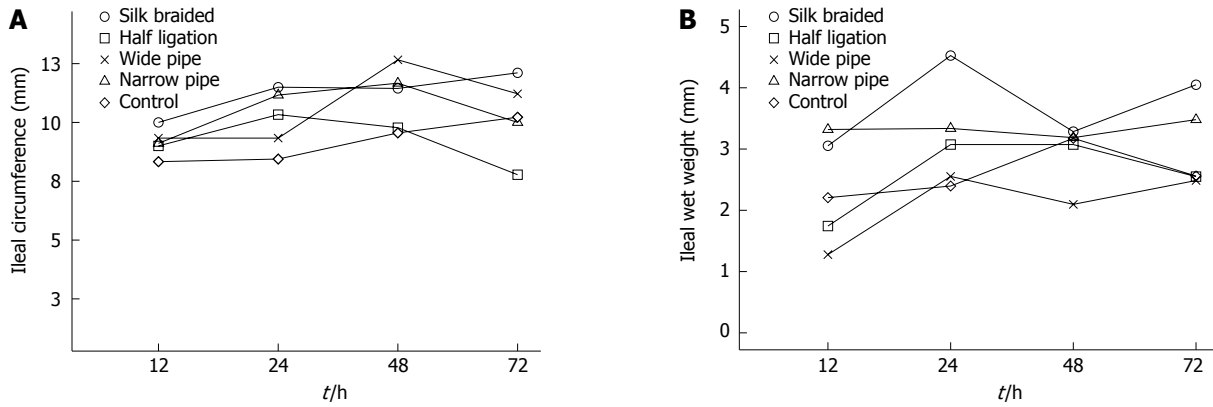 A
Silk braided
Half ligation
Wide pipe
Narrow pipe
Control
Ileal circumference (mm)
13
10
8
5
3
12 24 48 72
t/h
B
Silk braided
Half ligation
Wide pipe
Narrow pipe
Control
Ileal wet weight (mm)
5
4
3
2
1
0
12 24 48 72
t/h